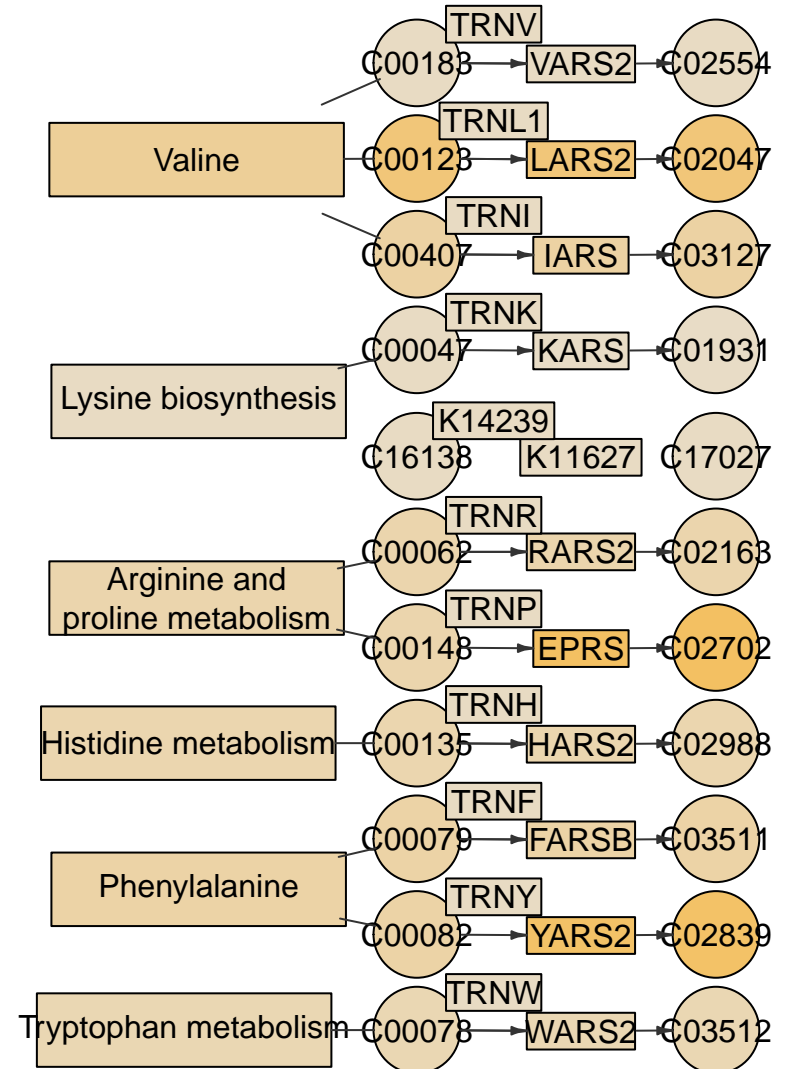 TRNV
C00183
VARS2
C02554
Valine
TRNL1
C00123
LARS2
C02047
TRNI
C00407
IARS
C03127
TRNK
C00047
KARS
C01931
Lysine biosynthesis
K14239
C16138
K11627
C17027
TRNR
C00062
RARS2
C02163
Arginine and
proline metabolism
TRNP
C00148
EPRS
C02702
TRNH
Histidine metabolism
C00135
HARS2
C02988
TRNF
C00079
FARSB
C03511
Phenylalanine
TRNY
C00082
YARS2
C02839
TRNW
Tryptophan metabolism
C00078
WARS2
C03512